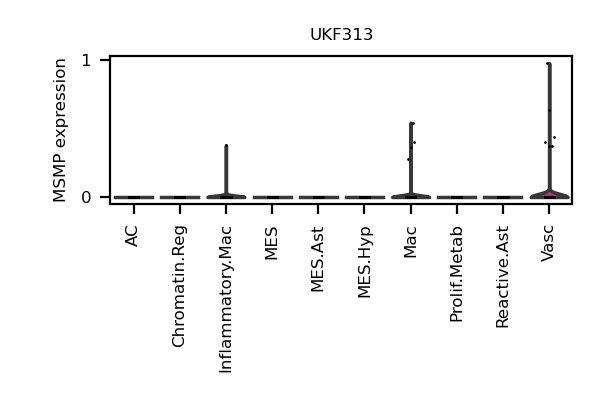 UKF313
MSMP expression
1
0
AC
Chromatin.Reg
Inflammatory.Mac
MES
MES.Ast
MES.Hyp
Mac
Prolif.Metab
Reactive.Ast
Vasc